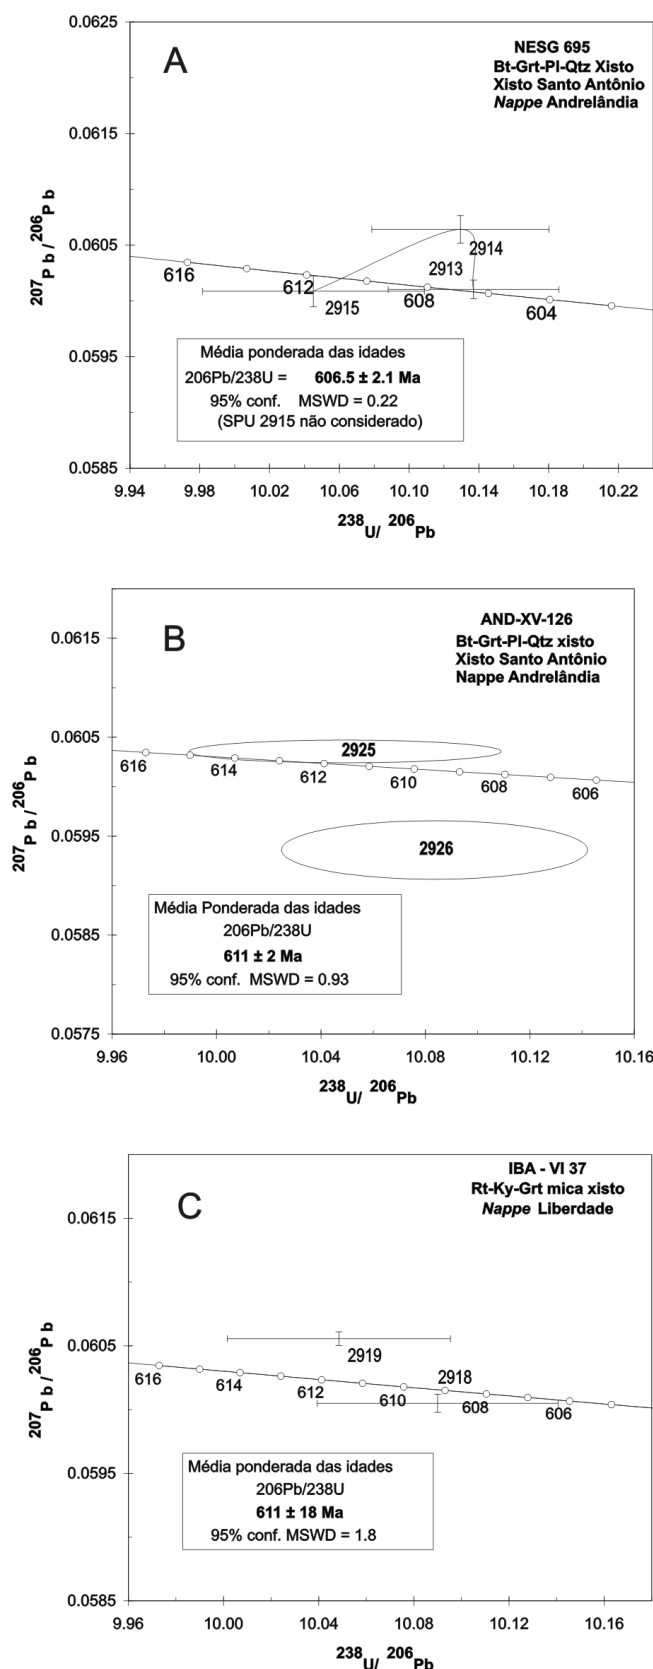 A
NESG 695
Bt-Grt-Pl-Qtz Xisto
Xisto Santo Antônio
Nappe Andrelândia
0.0625
0.0615
0.0605
0.0595
0.0585
207Pb/206Pb
616
612
608
604
2914
2913
2915
Média ponderada das idades
206Pb/238U = 606.5 ± 2.1 Ma
95% conf. MSWD = 0.22
(SPU 2915 não considerado)
9.94 9.98 10.02 10.06 10.10 10.14 10.18 10.22
238U/ 206Pb
B
AND-XV-126
Bt-Grt-Pl-Qtz xisto
Xisto Santo Antônio
Nappe Andrelândia
0.0615
0.0605
0.0595
0.0585
0.0575
207Pb/206Pb
2925
616 614 612 610 608 606
2926
Média Ponderada das idades
206Pb/238U
611 ± 2 Ma
95% conf. MSWD = 0.93
9.96 10.00 10.04 10.08 10.12 10.16
238U/ 206Pb
C
IBA - VI 37
Rt-Ky-Grt mica xisto
Nappe Liberdade
0.0615
0.0605
0.0595
0.0585
207Pb/206Pb
2919
2918
616 614 612 610 608 606
Média ponderada das idades
206Pb/238U
611 ± 18 Ma
95% conf. MSWD = 1.8
9.96 10.00 10.04 10.08 10.12 10.16
238U/ 206Pb